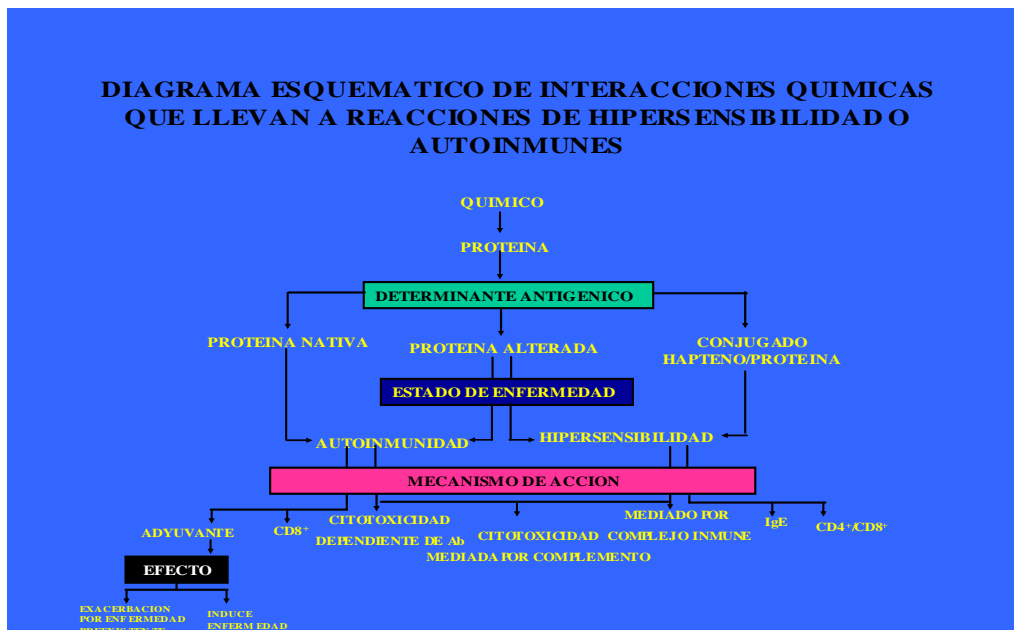 DIAGRAMA ESQUEMATICO DE INTERACCIONES QUIMICAS
QUE LLEVAN A REACCIONES DE HIPERSENSIBILIDAD O
AUTOINMUNES
QUIMICO
PROTEINA
DETERMINANTE ANTIGENICO
PROTEINA NATIVA
PROTEINA ALTERADA
CONJUGADO
HAPTENO/PROTEINA
ESTADO DE ENFERMEDAD
AUTOINMUNIDAD
HIPERSENSIBILIDAD
MECANISMO DE ACCION
ADYUVANTE
CD8+
CITOTOXICIDAD
DEPENDIENTE DE Ab
CITOTOXICIDAD
MEDIADA POR COMPLEMENTO
MEDIADO POR
COMPLEJO INMUNE
IgE
CD4+/CD8+
EFECTO
EXACERBACION
POR ENFERMEDAD
PREEXISTENTE
INDUCE
ENFERMEDAD